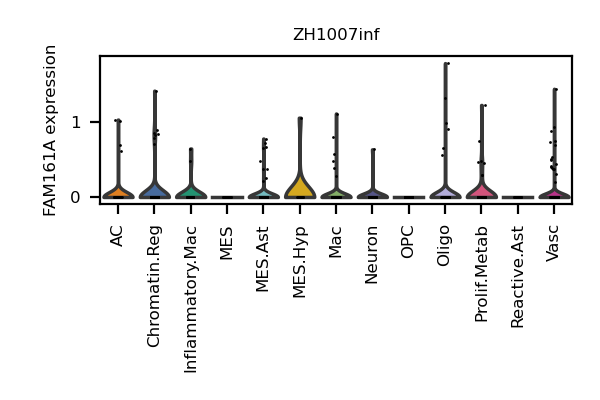 ZH1007inf
FAM161A expression
1
0
AC
Chromatin.Reg
Inflammatory.Mac
MES
MES.Ast
MES.Hyp
Mac
Neuron
OPC
Oligo
Prolif.Metab
Reactive.Ast
Vasc